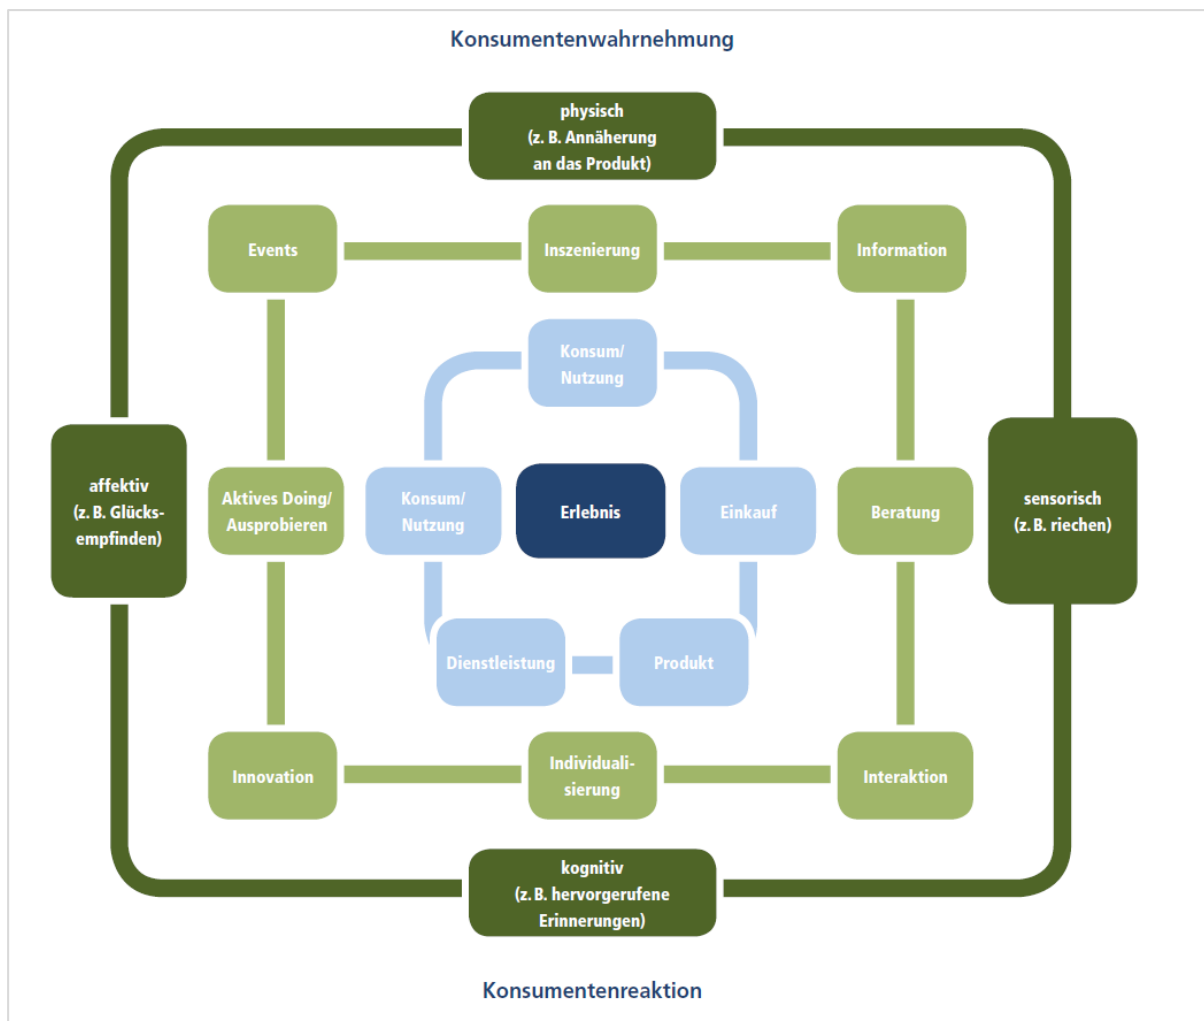 Konsumentenwahrnehmung
physisch
(z. B. Annäherung
an das Produkt)
Events
Inszenierung
Information
Konsum/
Nutzung
affektiv
(z. B. Glücks-
empfinden)
Aktives Doing/
Ausprobieren
Konsum/
Nutzung
Erlebnis
Einkauf
Beratung
sensorisch
(z. B. riechen)
Dienstleistung
Produkt
Innovation
Individuali-
sierung
Interaktion
kognitiv
(z. B. hervorgerufene
Erinnerungen)
Konsumentenreaktion